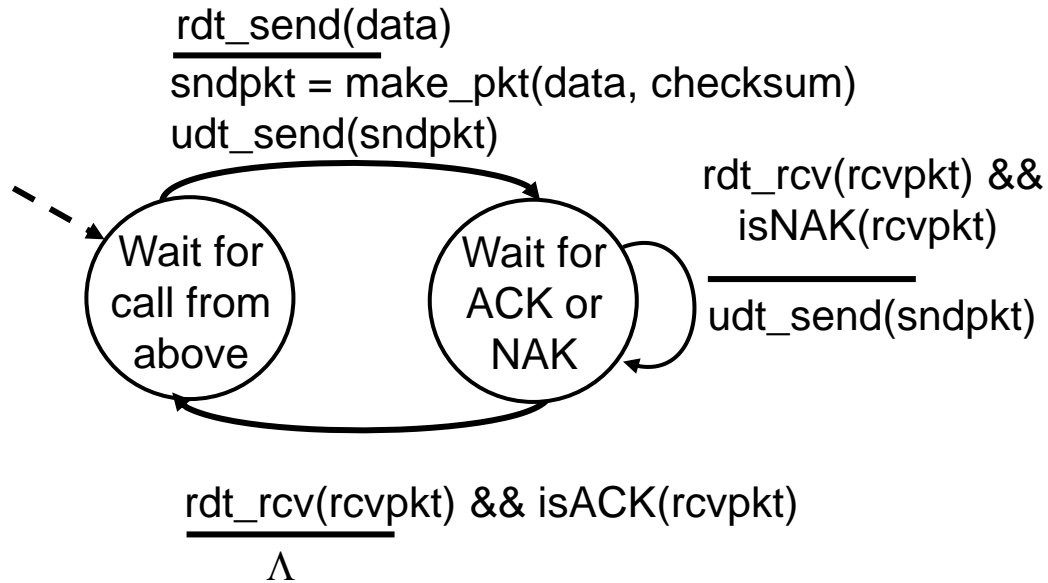 rdt_send(data)
sndpkt = make_pkt(data, checksum)
udt_send(sndpkt)
rdt_rcv(rcvpkt) &&
isNAK(rcvpkt)
udt_send(sndpkt)
Wait for
call from
above
Wait for
ACK or
NAK
rdt_rcv(rcvpkt) && isACK(rcvpkt)
Λ